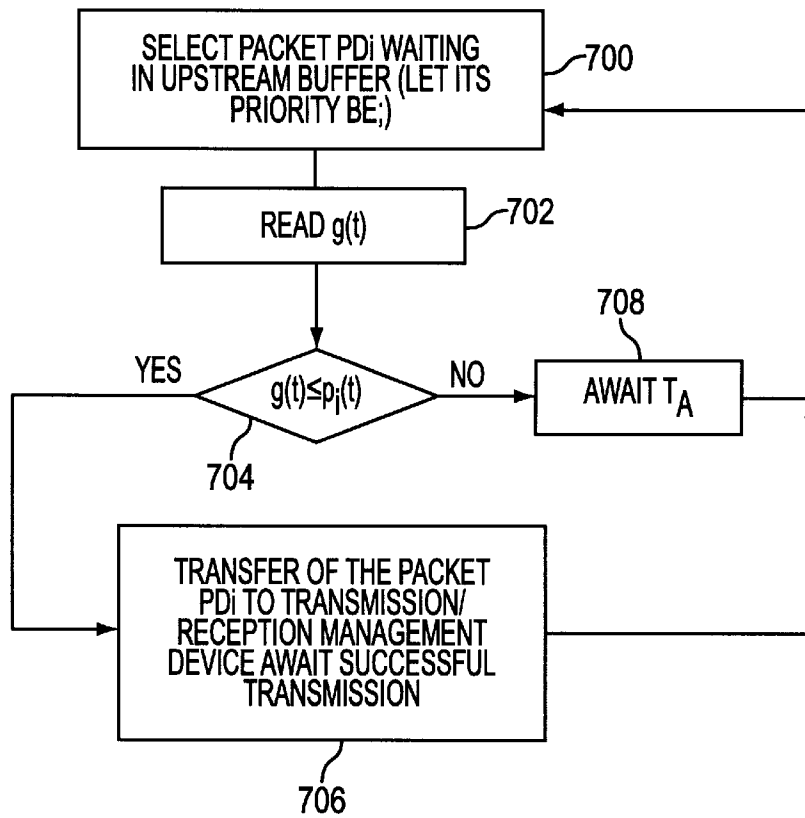 SELECT PACKET PDi WAITING
IN UPSTREAM BUFFER (LET ITS
PRIORITY BE;)
700
READ g(t)
702
YES
g(t)≤pi(t)
NO
704
708
AWAIT TA
TRANSFER OF THE PACKET
PDi TO TRANSMISSION/
RECEPTION MANAGEMENT
DEVICE AWAIT SUCCESSFUL
TRANSMISSION
706